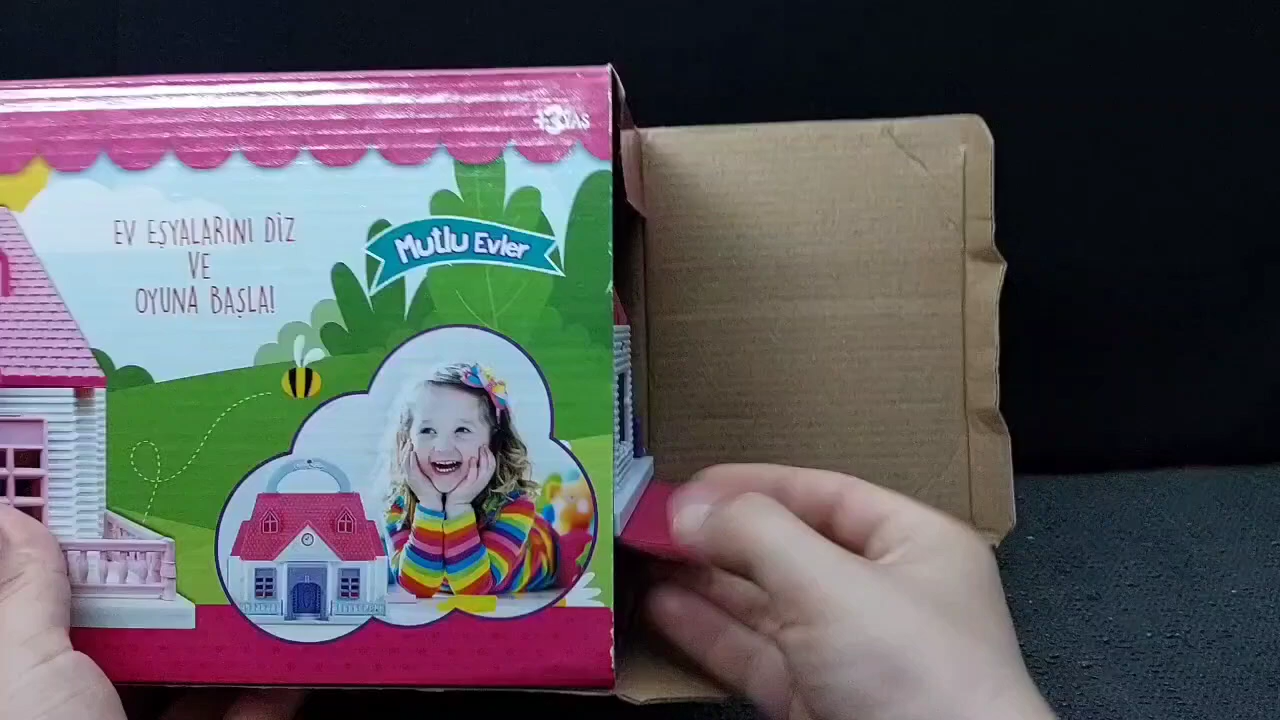 +3 YAŞ
EV EŞYALARINI DİZ
VE
OYUNA BAŞLA!
Mutlu Evler